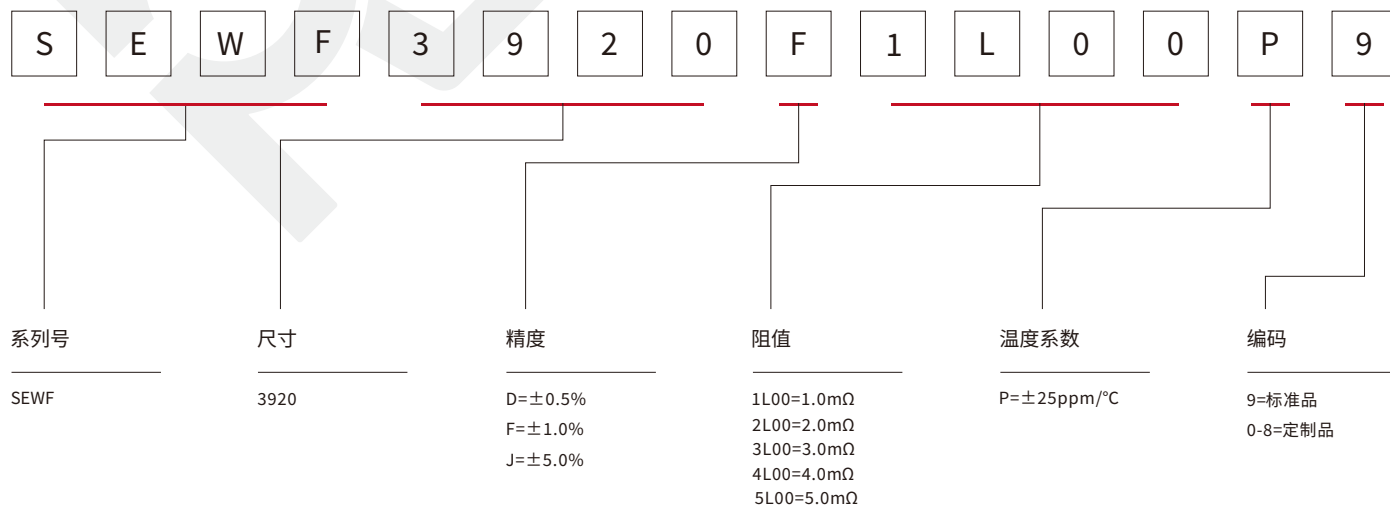 S E W F 3 9 2 0 F 1 L 0 0 P 9
系列号
SEWF
尺寸
3920
精度
D=±0.5%
F=±1.0%
J=±5.0%
阻值
1L00=1.0mΩ
2L00=2.0mΩ
3L00=3.0mΩ
4L00=4.0mΩ
5L00=5.0mΩ
温度系数
P=±25ppm/℃
编码
9=标准品
0-8=定制品